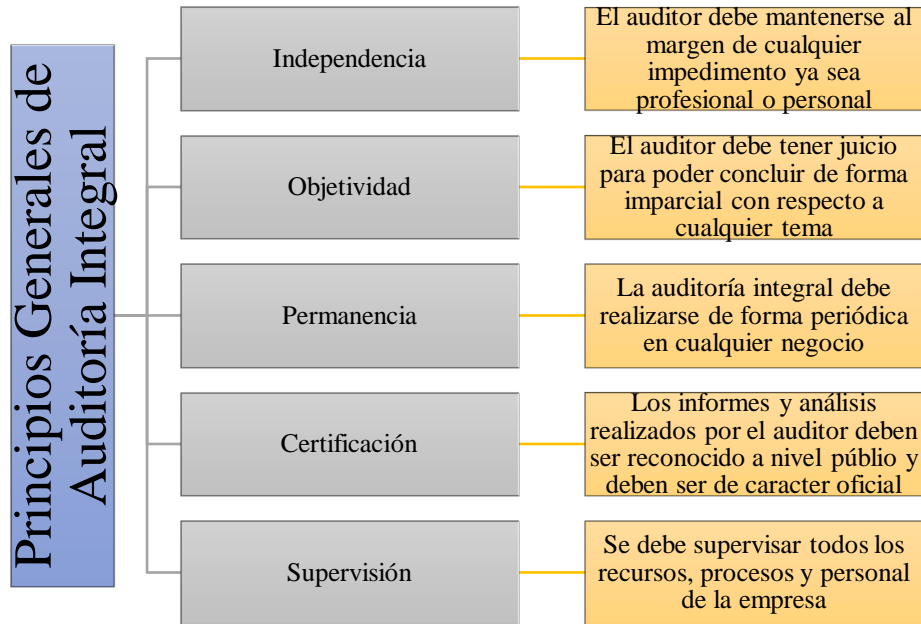 Principios Generales de
Auditoría Integral
Independencia
El auditor debe mantenerse al
margen de cualquier
impedimento ya sea
profesional o personal
Objetividad
El auditor debe tener juicio
para poder concluir de forma
imparcial con respecto a
cualquier tema
Permanencia
La auditoría integral debe
realizarse de forma periódica
en cualquier negocio
Certificación
Los informes y análisis
realizados por el auditor deben
ser reconocido a nivel públio y
deben ser de caracter oficial
Supervisión
Se debe supervisar todos los
recursos, procesos y personal
de la empresa